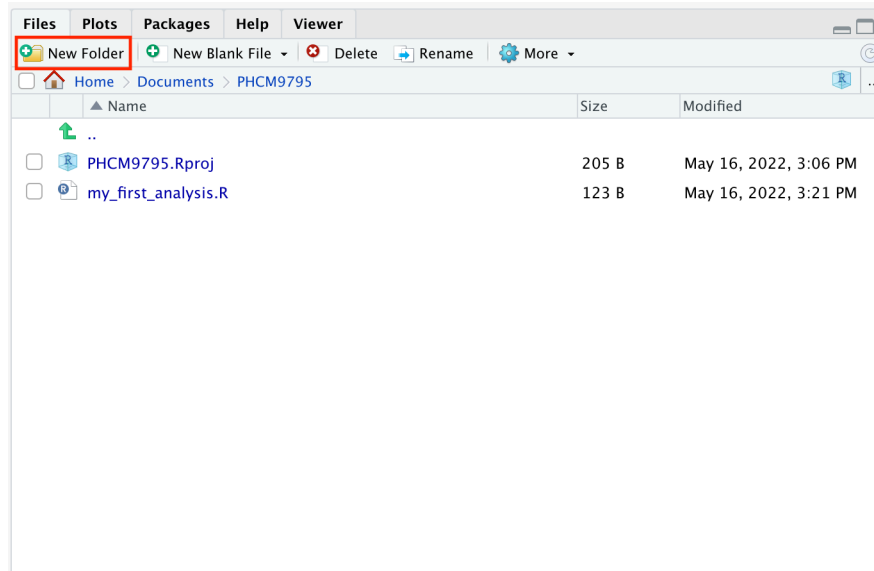 Files Plots Packages Help Viewer
New Folder New Blank File Delete Rename More
Home > Documents > PHCM9795 R ..
Name Size Modified
..
R PHCM9795.Rproj 205 B May 16, 2022, 3:06 PM
R my_first_analysis.R 123 B May 16, 2022, 3:21 PM